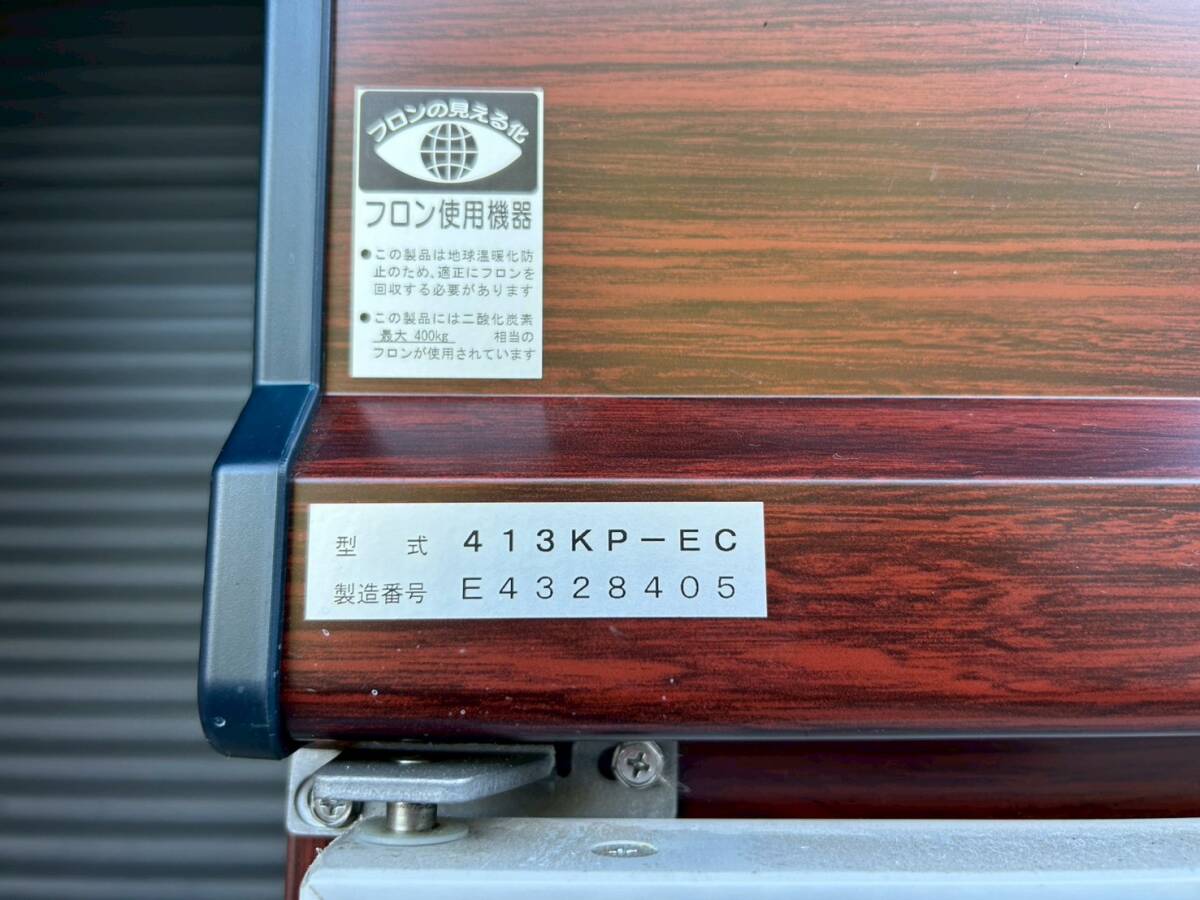 フロンの見える化
フロン使用機器
●この製品は地球温暖化防
止のため、適正にフロンを
回収する必要があります
●この製品には二酸化炭素
最大 400kg 相当の
フロンが使用されています
型 式 413KP-EC
製造番号 E4328405